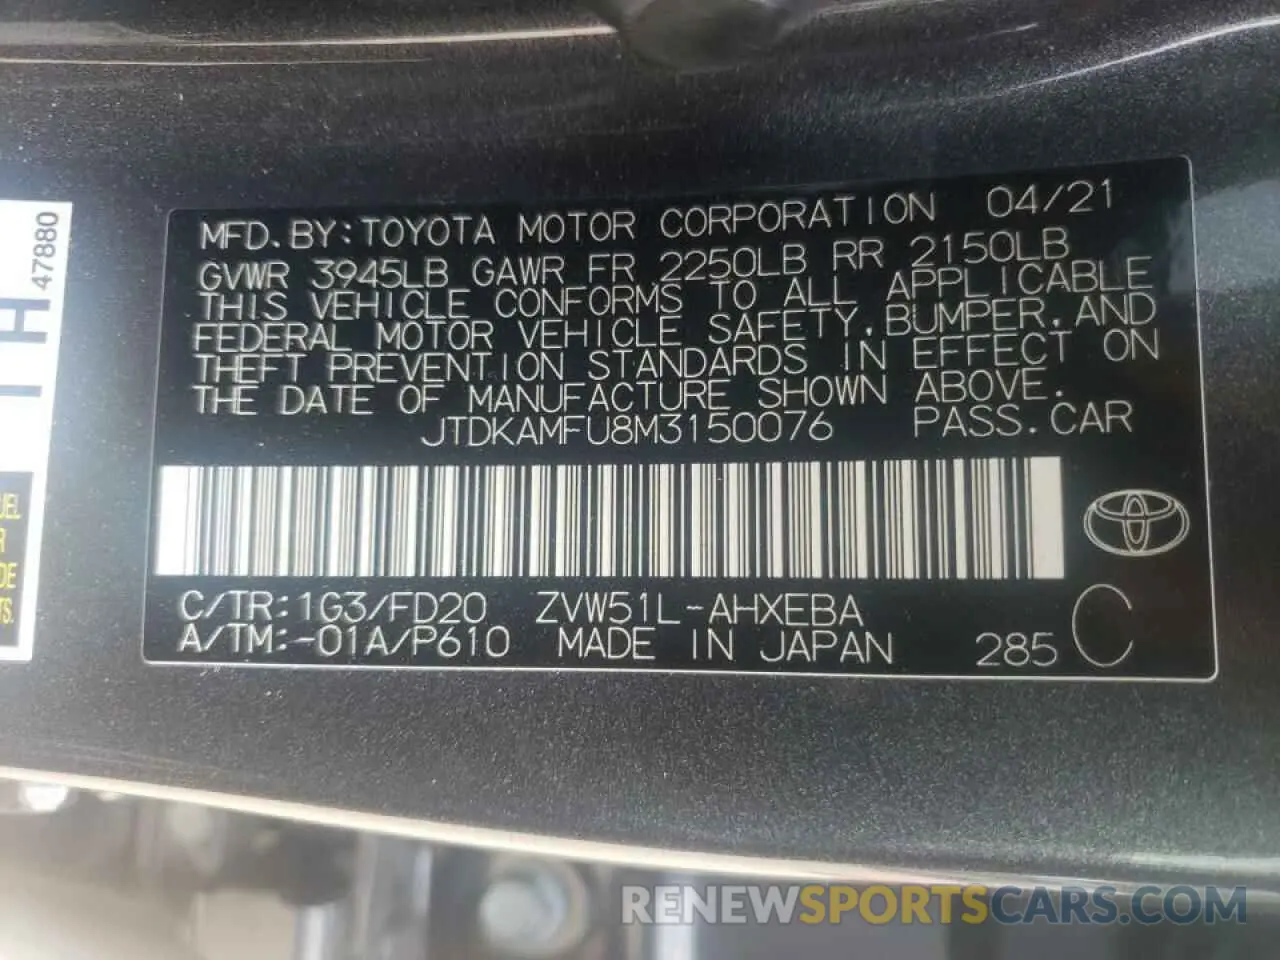 MFD.BY:TOYOTA MOTOR CORPORATION 04/21
GVWR 3945LB GAWR FR 2250LB RR 2150LB
THIS VEHICLE CONFORMS TO ALL APPLICABLE
FEDERAL MOTOR VEHICLE SAFETY,BUMPER,AND
THEFT PREVENTION STANDARDS IN EFFECT ON
THE DATE OF MANUFACTURE SHOWN ABOVE.
JTDKAMFU8M3150076 PASS.CAR
C/TR:1G3/FD20 ZVW51L-AHXEBA
A/TM:-01A/P610 MADE IN JAPAN 285 C
47880
RENEWSPORTSCARS.COM